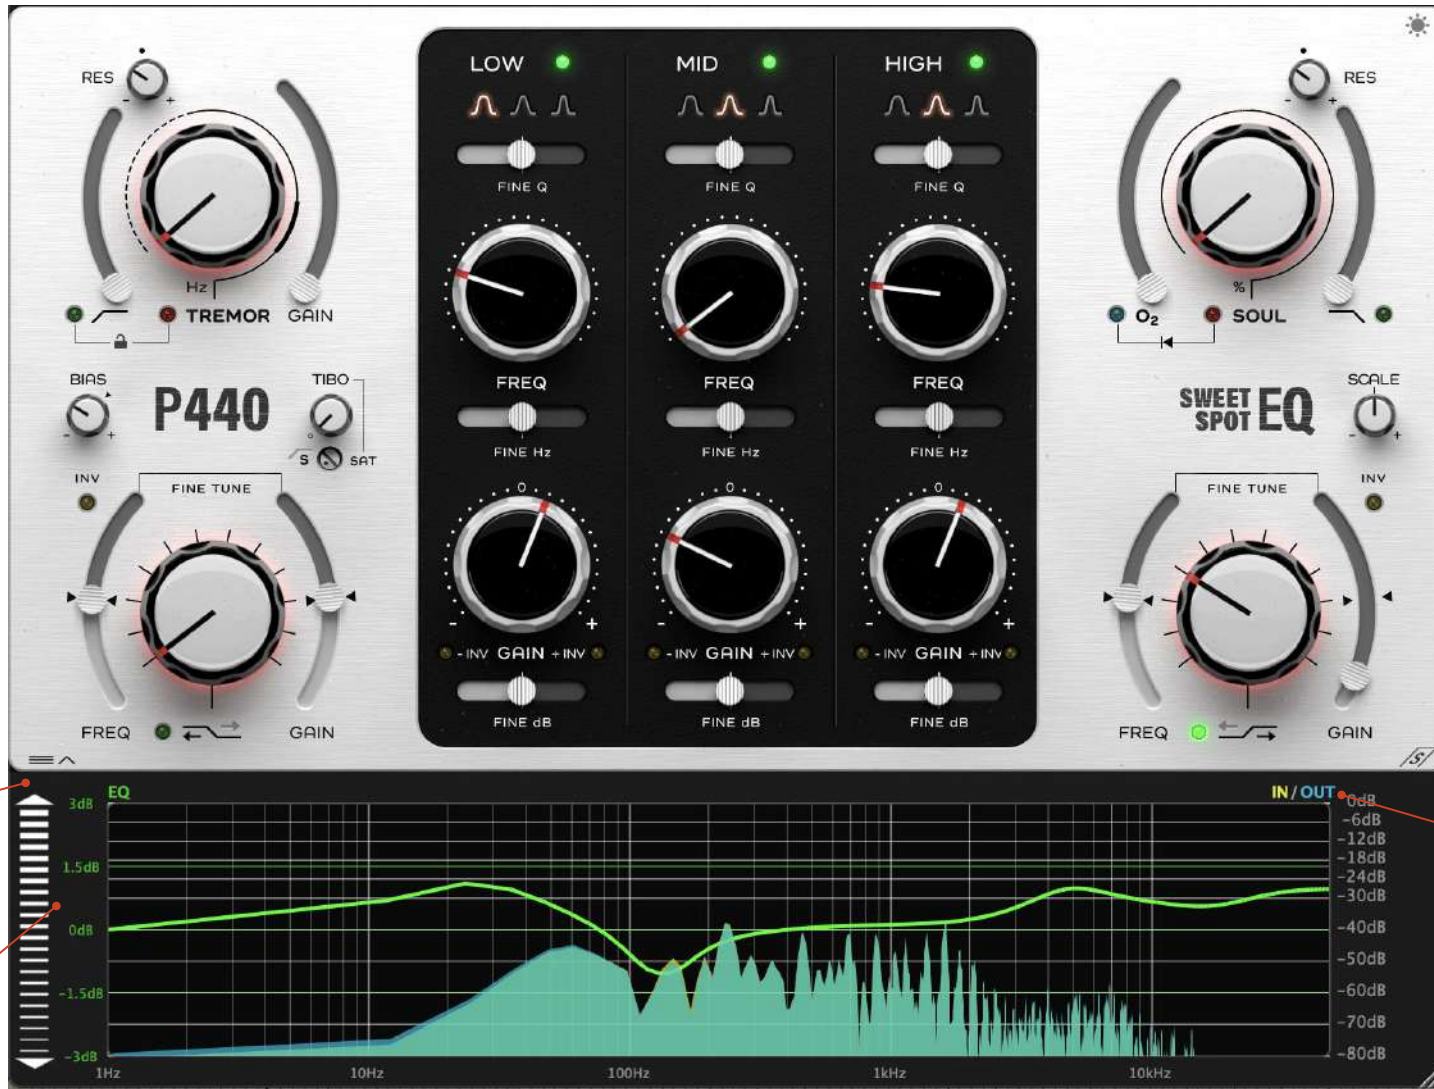 LOW MID HIGH
RES RES
- + - +
FINE Q FINE Q FINE Q
Hz %
TREMOR GAIN O₂ SOUL
BIAS TIBO FREQ FREQ FREQ SCALE
- + P440 SWEET SPOT EQ - +
S SAT FINE Hz FINE Hz FINE Hz
INV FINE TUNE 0 0 0 FINE TUNE INV
- + - + - +
-INV GAIN +INV -INV GAIN +INV -INV GAIN +INV
FINE dB FINE dB FINE dB
FREQ GAIN FREQ GAIN
EQ IN / OUT
3dB 0dB
-6dB
-12dB
1.5dB -18dB
-24dB
-30dB
0dB -40dB
-50dB
-1.5dB -60dB
-70dB
-3dB -80dB
1Hz 10Hz 100Hz 1kHz 10kHz